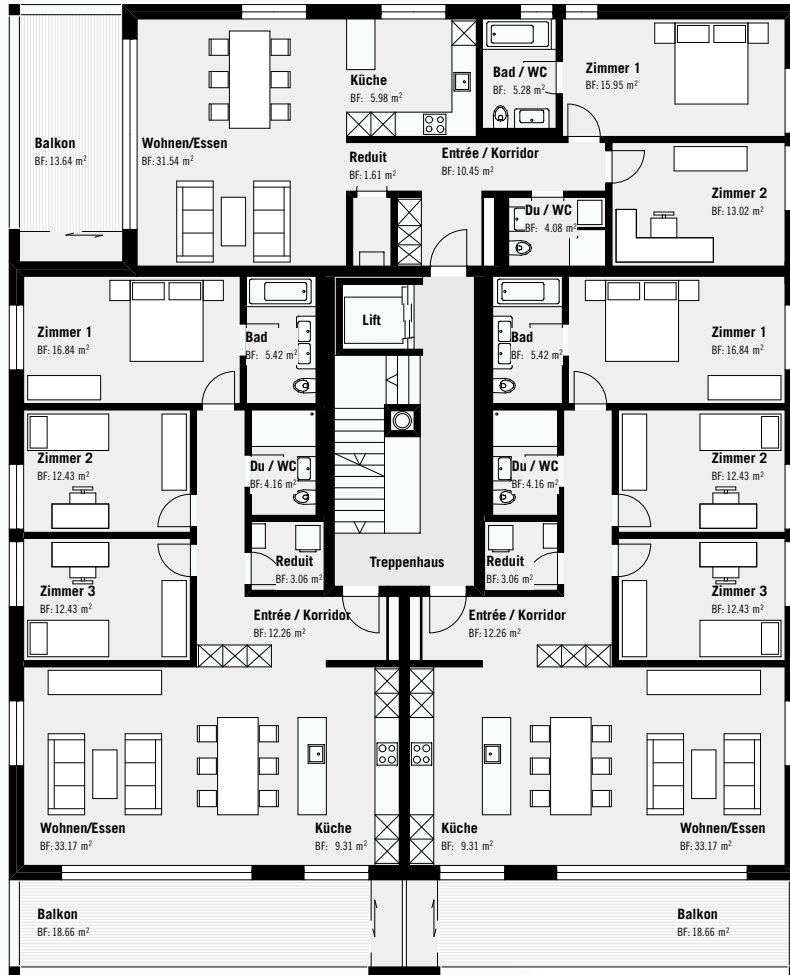 Küche
BF: 5.98 m²
Bad / WC
BF: 5.28 m²
Zimmer 1
BF: 15.95 m²
Balkon
BF: 13.64 m²
Wohnen/Essen
BF: 31.54 m²
Reduit
BF: 1.61 m²
Entrée / Korridor
BF: 10.45 m²
Zimmer 2
BF: 13.02 m²
Du / WC
BF: 4.08 m²
Zimmer 1
BF: 16.84 m²
Bad
BF: 5.42 m²
Lift
Bad
BF: 5.42 m²
Zimmer 1
BF: 16.84 m²
Zimmer 2
BF: 12.43 m²
Du / WC
BF: 4.16 m²
Du / WC
BF: 4.16 m²
Zimmer 2
BF: 12.43 m²
Zimmer 3
BF: 12.43 m²
Reduit
BF: 3.06 m²
Treppenhaus
Reduit
BF: 3.06 m²
Zimmer 3
BF: 12.43 m²
Entrée / Korridor
BF: 12.26 m²
Entrée / Korridor
BF: 12.26 m²
Wohnen/Essen
BF: 33.17 m²
Küche
BF: 9.31 m²
Küche
BF: 9.31 m²
Wohnen/Essen
BF: 33.17 m²
Balkon
BF: 18.66 m²
Balkon
BF: 18.66 m²